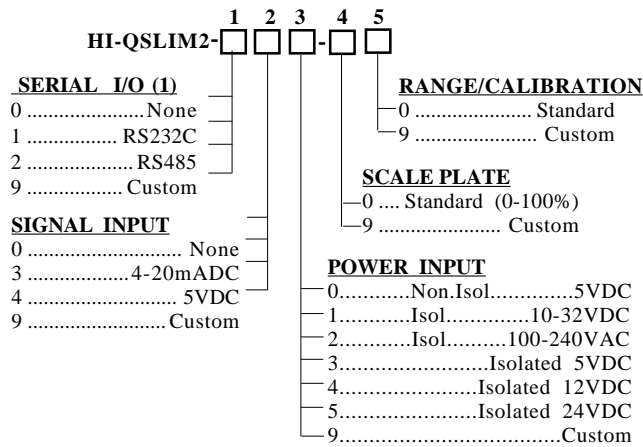 1 2 3 4 5
HI-QSLIM2- -
SERIAL I/O (1)
0 ......................None
1 .................. RS232C
2 ................... RS485
9 .................. Custom
SIGNAL INPUT
0 ............................ None
3 ..................4-20mADC
4 .......................... 5VDC
9 ......................... Custom
RANGE/CALIBRATION
0 ...................... Standard
9 ....................... Custom
SCALE PLATE
0 .... Standard (0-100%)
9 ....................... Custom
POWER INPUT
0............Non.Isol..............5VDC
1............Isol..............10-32VDC
2............Isol..........100-240VAC
3.........................Isolated 5VDC
4.......................Isolated 12VDC
5.......................Isolated 24VDC
9.....................................Custom